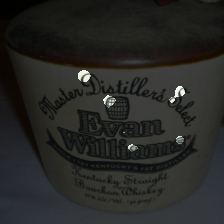 Master Distiller's Select
Evan
Williams
Kentucky Straight
Bourbon Whiskey